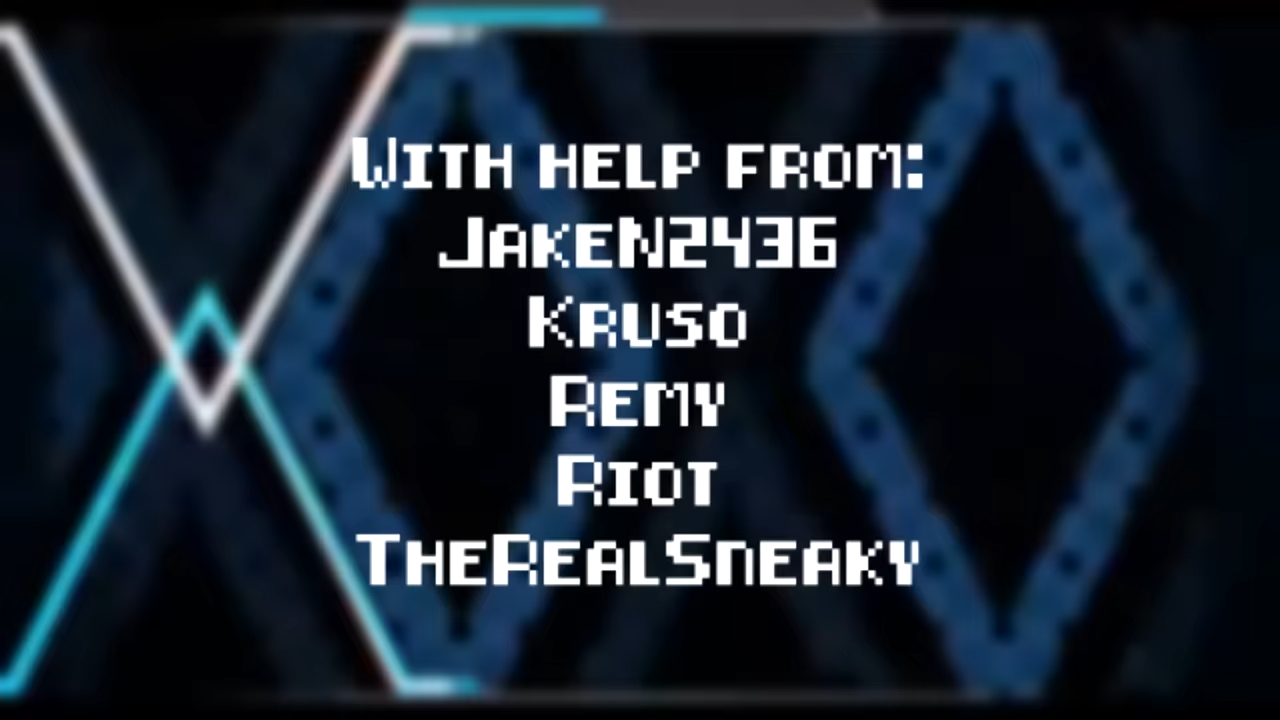 With help from:
JakeN2436
Kruso
Remy
Riot
TheRealSneaky